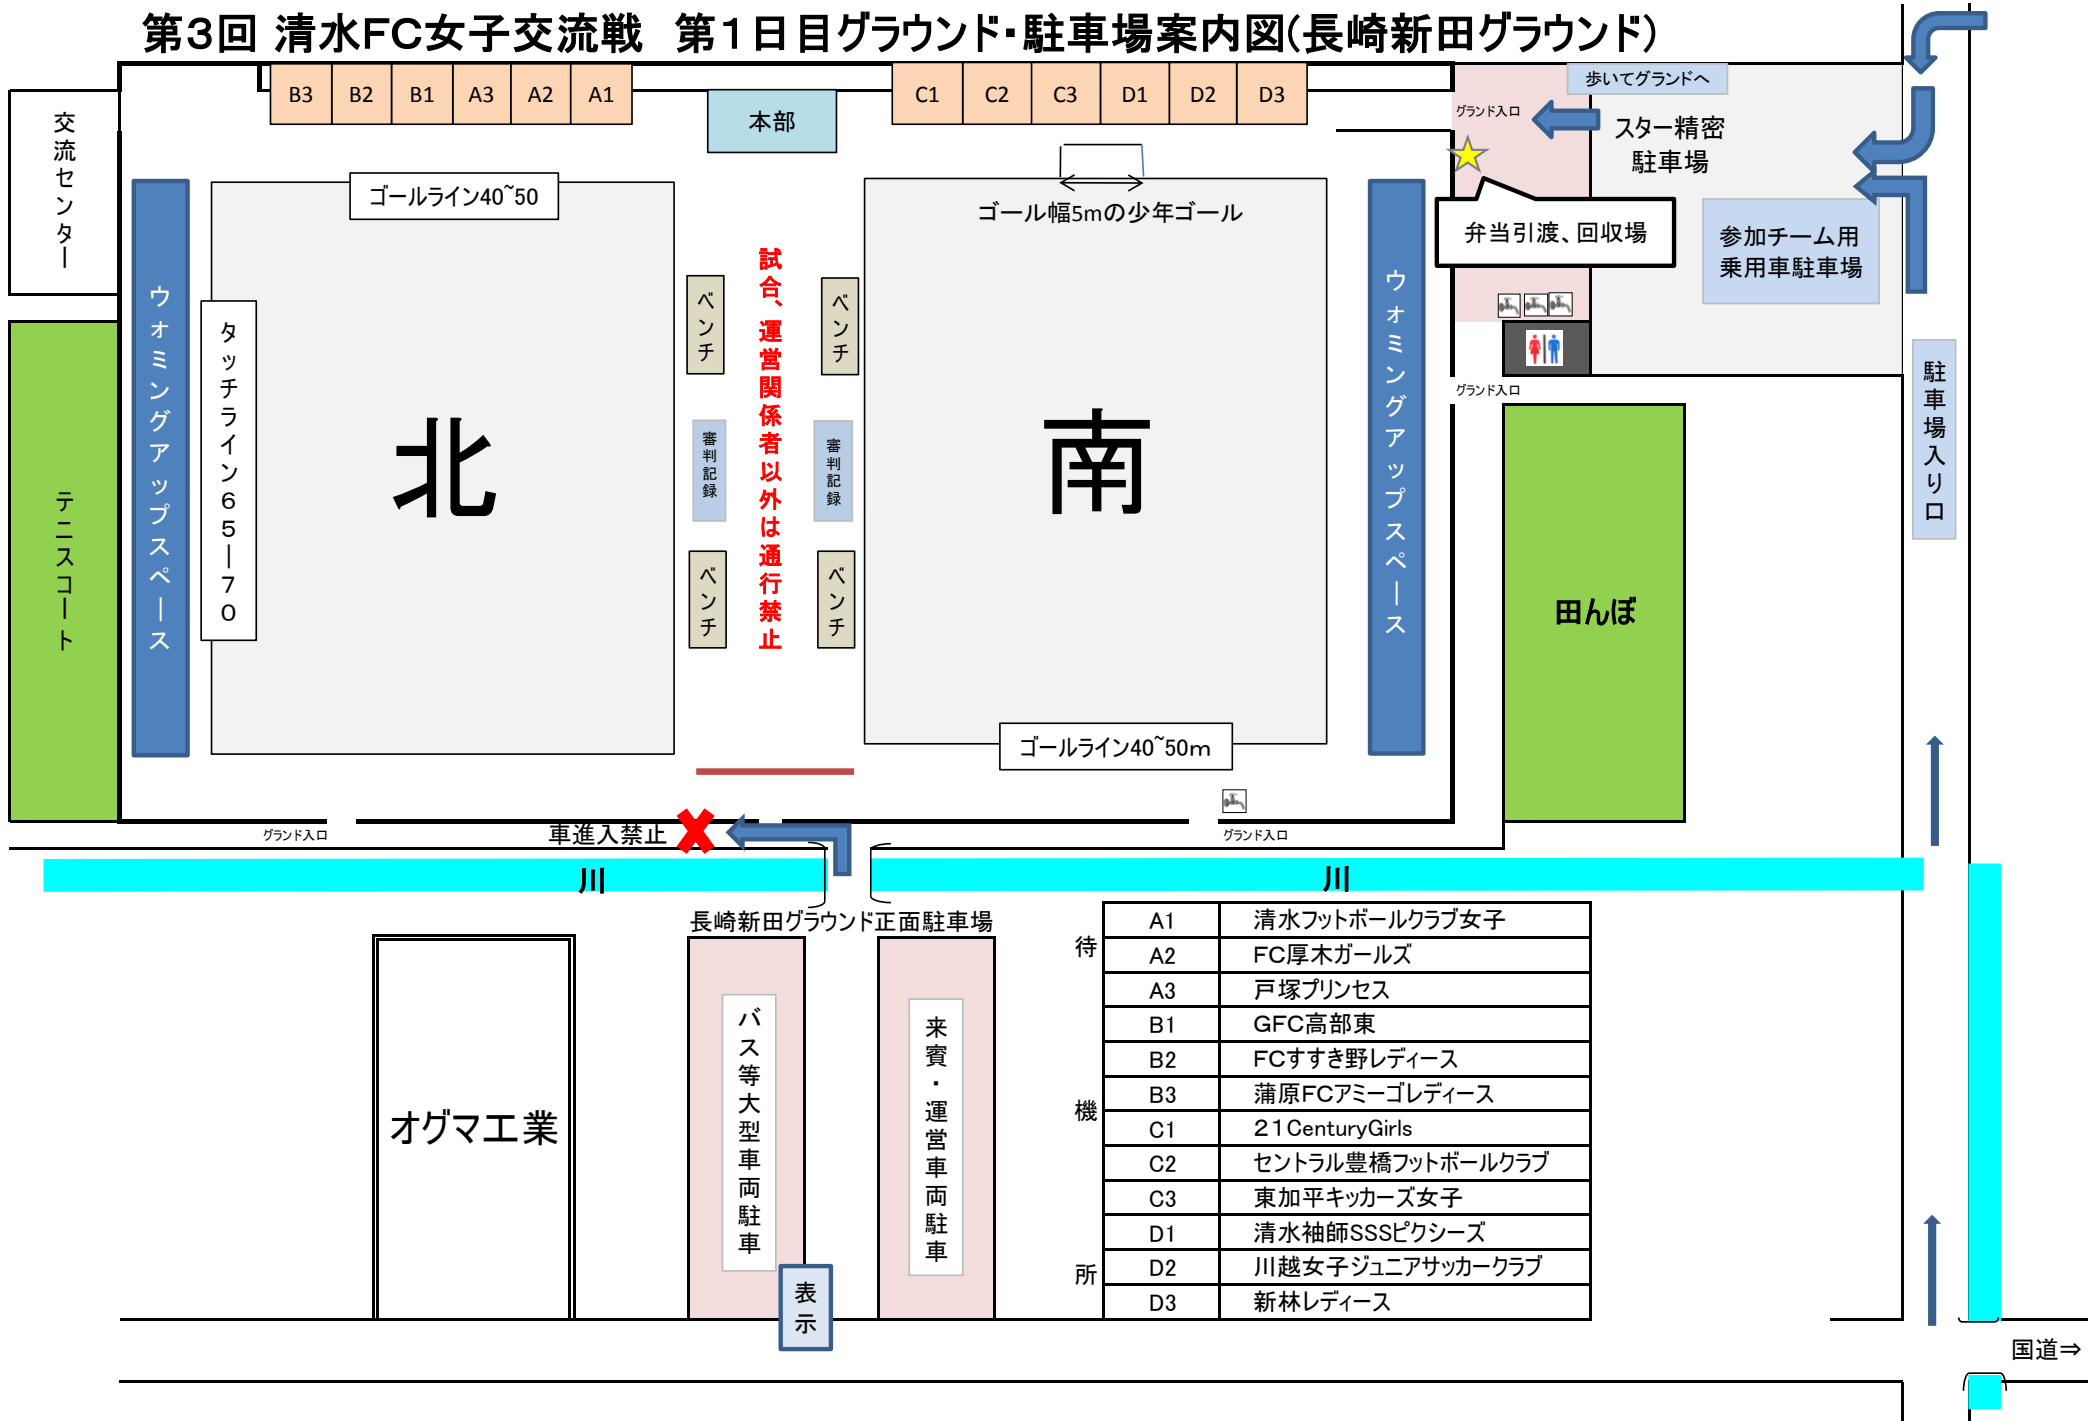 第3回 清水FC女子交流戦　第1日目グラウンド・駐車場案内図(長崎新田グラウンド)
B3 B2 B1 A3 A2 A1
本部
C1 C2 C3 D1 D2 D3
歩いてグランドへ
グランド入口
スター精密
駐車場
交流センター
ゴールライン40~50
ゴール幅5mの少年ゴール
弁当引渡、回収場
参加チーム用
乗用車駐車場
ウォミングアップスペース
タッチライン65―70
北
ベンチ
審判記録
ベンチ
試合、運営関係者以外は通行禁止
ベンチ
審判記録
ベンチ
南
ウォミングアップスペース
グランド入口
駐車場入り口
テニスコート
田んぼ
ゴールライン40~50m
グランド入口
車進入禁止
グランド入口
川
川
長崎新田グラウンド正面駐車場
オグマ工業
バス等大型車両駐車
来賓・運営車両駐車
表示
待機所
A1 清水フットボールクラブ女子
A2 FC厚木ガールズ
A3 戸塚プリンセス
B1 GFC高部東
B2 FCすすき野レディース
B3 蒲原FCアミーゴレディース
C1 21CenturyGirls
C2 セントラル豊橋フットボールクラブ
C3 東加平キッカーズ女子
D1 清水袖師SSSピクシーズ
D2 川越女子ジュニアサッカークラブ
D3 新林レディース
国道⇒